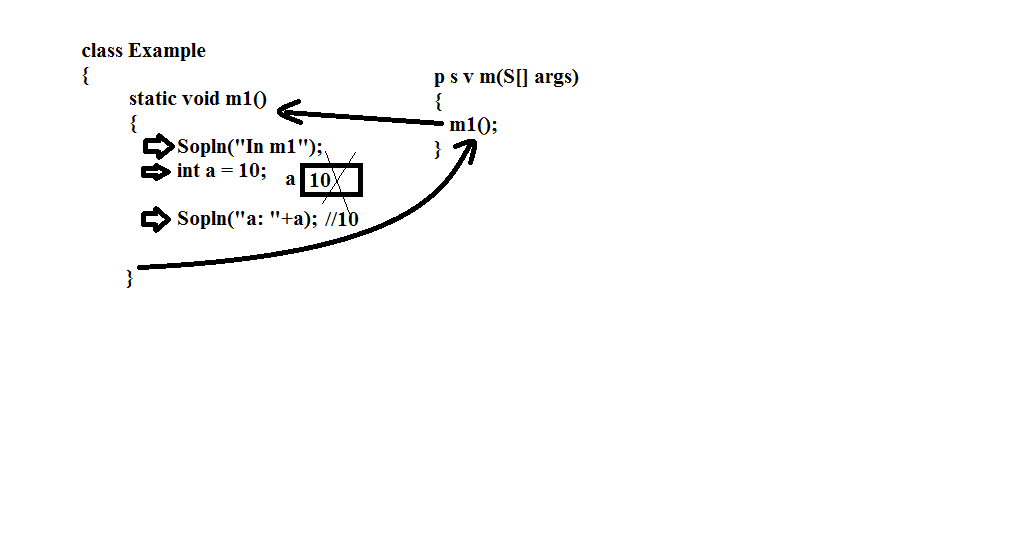 class Example
{
static void m1()
{
Sopln("In m1");
int a = 10;
a 10
Sopln("a: "+a); //10
}
p s v m(S[] args)
{
m1();
}